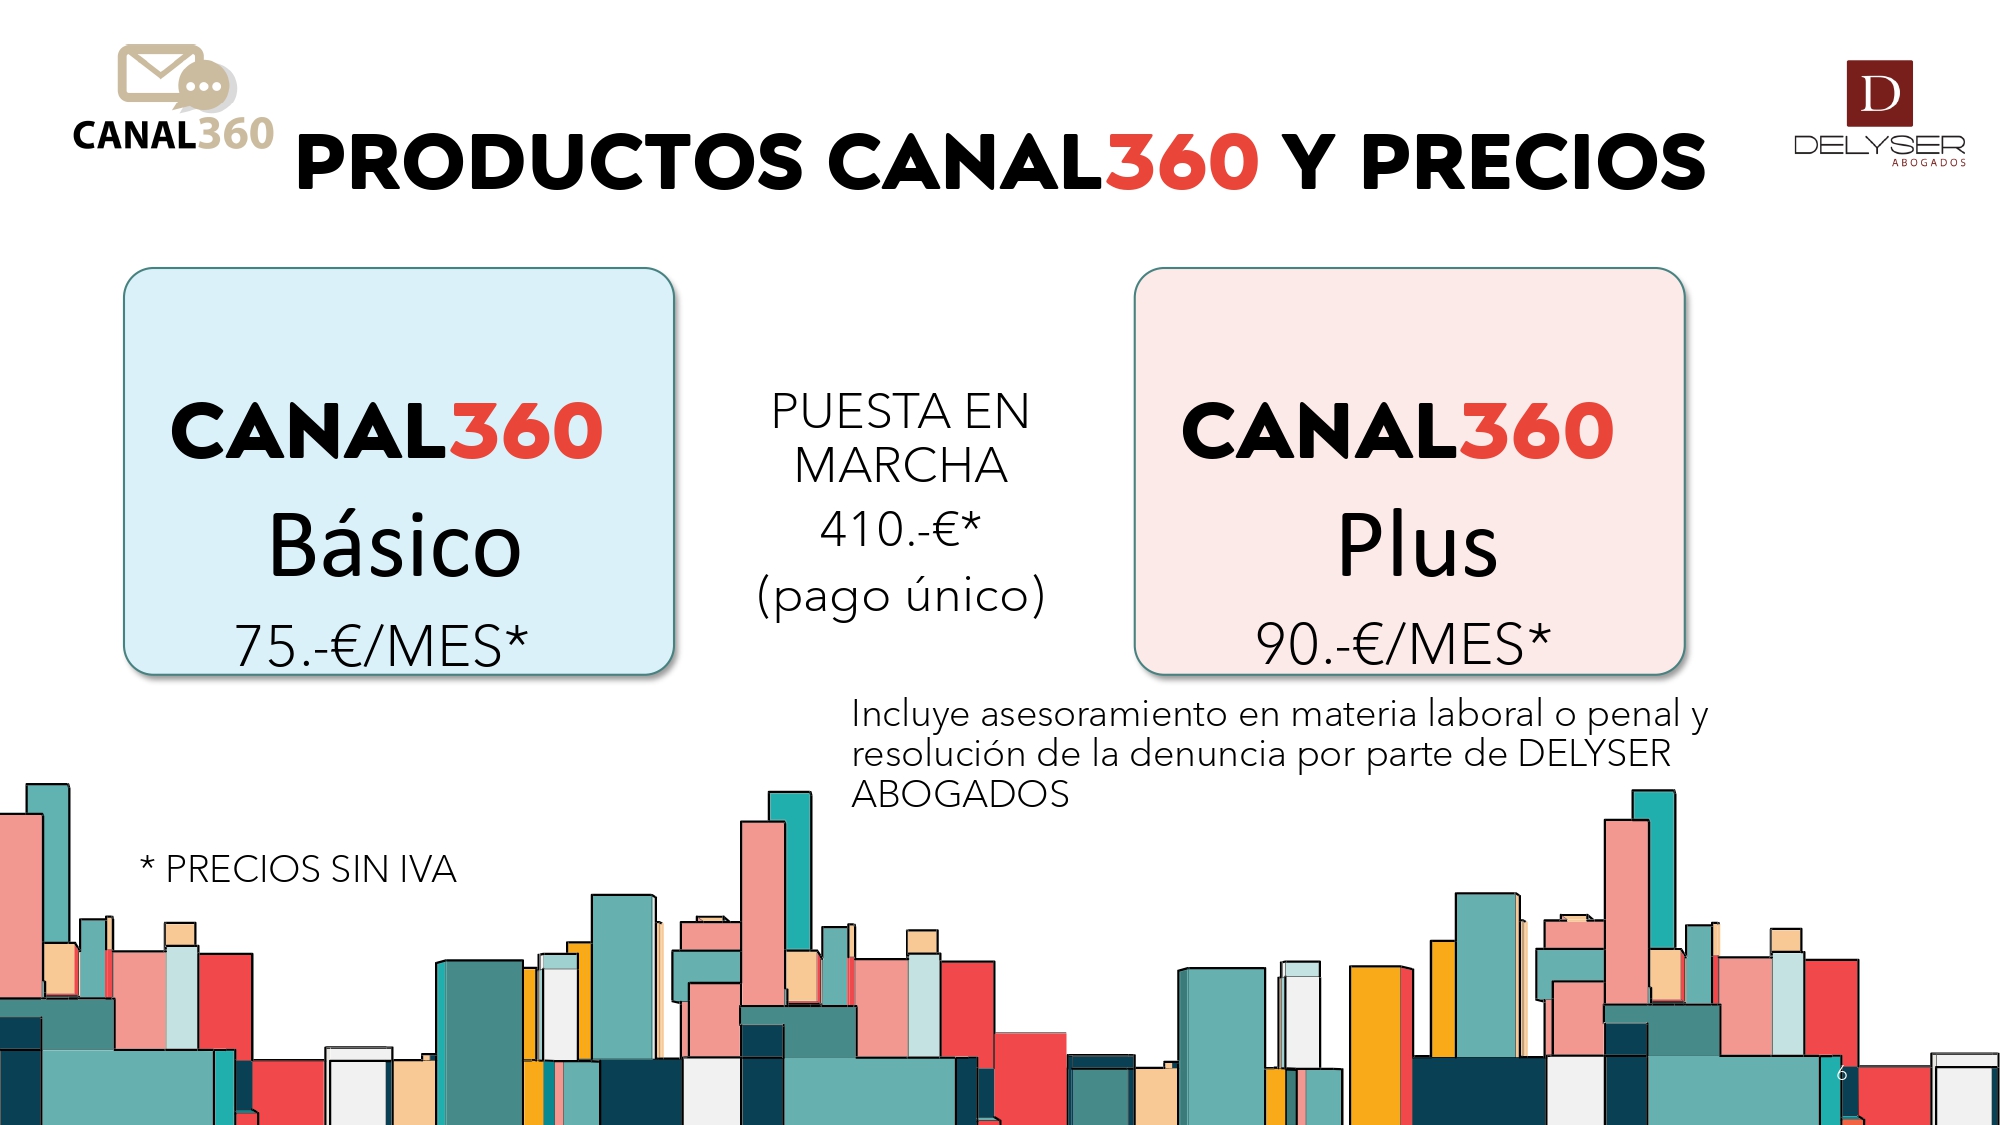 CANAL360
D
DELYSER
ABOGADOS
PRODUCTOS CANAL360 Y PRECIOS
CANAL360
Básico
75.-€/MES*
PUESTA EN
MARCHA
410.-€*
(pago único)
CANAL360
Plus
90.-€/MES*
Incluye asesoramiento en materia laboral o penal y
resolución de la denuncia por parte de DELYSER
ABOGADOS
* PRECIOS SIN IVA
6